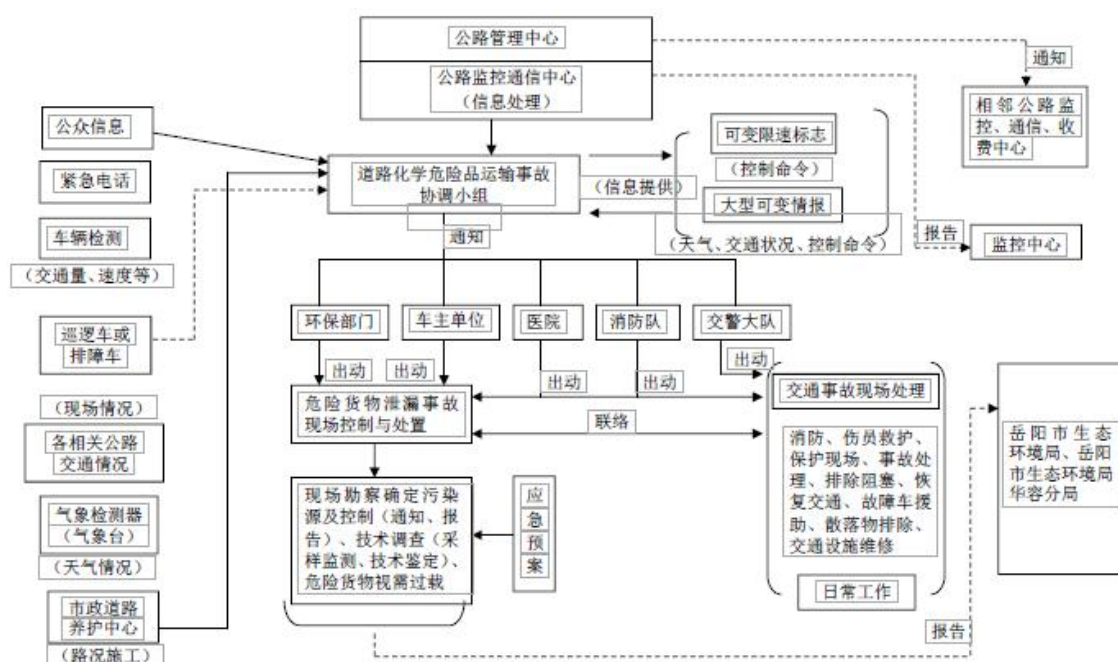 公路管理中心
公路监控通信中心
（信息处理）
通知
相邻公路监
控、通信、收
费中心
公众信息
紧急电话
车辆检测
（交通量、速度等）
巡逻车或
排障车
（现场情况）
各相关公路
交通情况
气象检测器
（气象台）
（天气情况）
市政道路
养护中心
（路况施工）
道路化学危险品运输事故
协调小组
通知
（信息提供）
可变限速标志
（控制命令）
大型可变情报
（天气、交通状况、控制命令）
报告
监控中心
环保部门
车主单位
医院
消防队
交警大队
出动
出动
出动
出动
出动
危险货物泄漏事故
现场控制与处置
联络
交通事故现场处理
消防、伤员救护、
保护现场、事故处
理、排除阻塞、恢
复交通、故障车援
助、散落物排除、
交通设施维修
日常工作
现场勘察确定污染
源及控制（通知、报
告）、技术调查（采
样监测、技术鉴定）、
危险货物视需过载
应
急
预
案
岳阳市生态
环境局、岳阳
市生态环境局
华容分局
报告